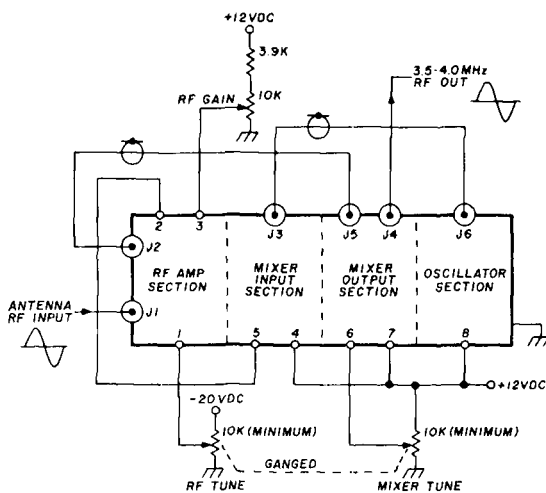 +12VDC
3.9K
RF GAIN
10K
3.5-4.0MHz
RF OUT
2
3
J3
J5
J4
J6
J2
RF AMP
SECTION
MIXER
INPUT
SECTION
MIXER
OUTPUT
SECTION
OSCILLATOR
SECTION
ANTENNA
RF INPUT
J1
1
5
4
6
7
8
+12VDC
-20VDC
10K(MINIMUM)
10K(MINIMUM)
GANGED
RF TUNE
MIXER TUNE